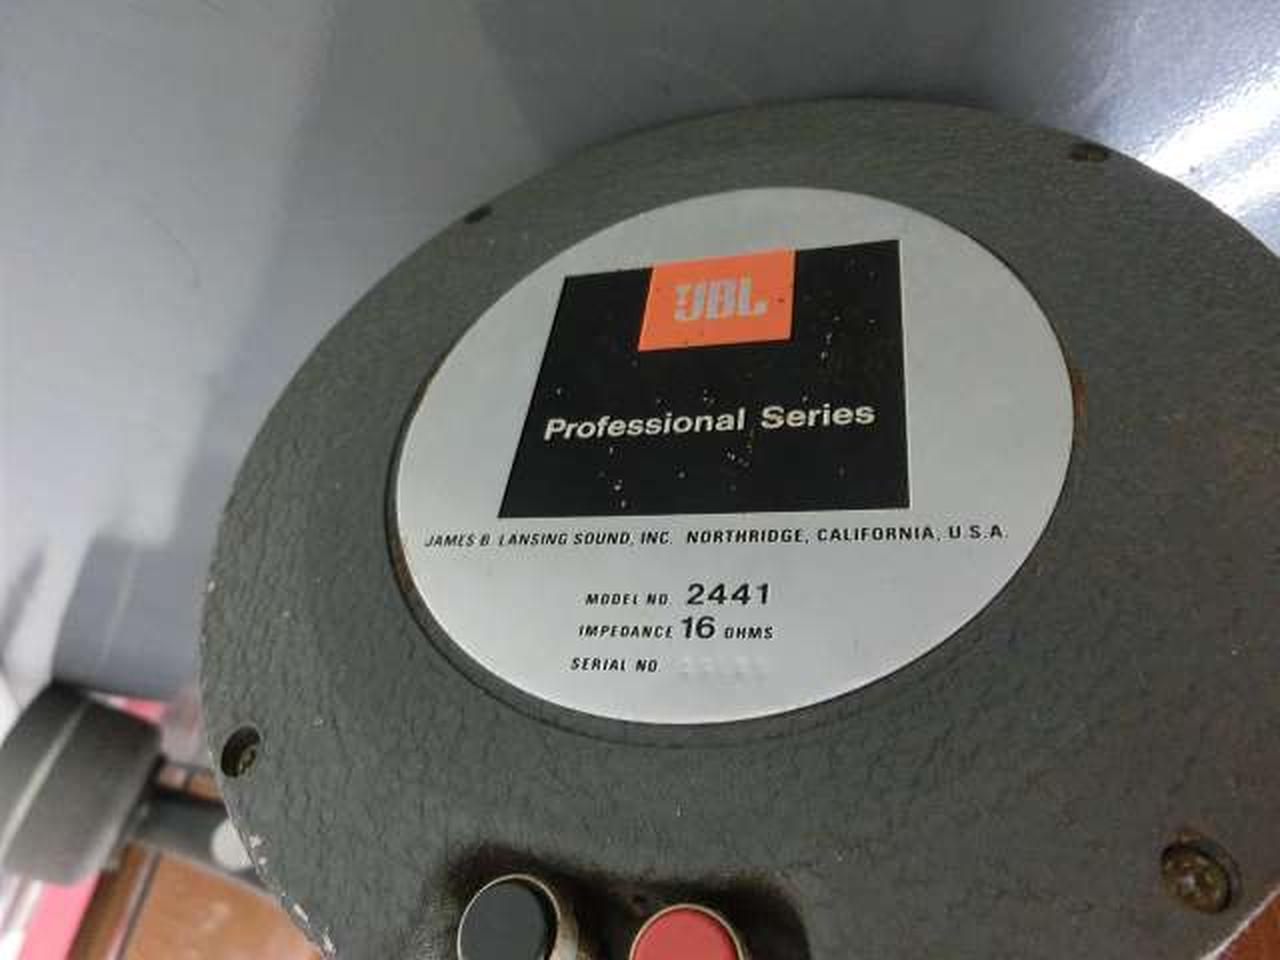 JBL
Professional Series
JAMES B. LANSING SOUND, INC. NORTHRIDGE, CALIFORNIA, U.S.A.
MODEL NO. 2441
IMPEDANCE 16 OHMS
SERIAL NO.